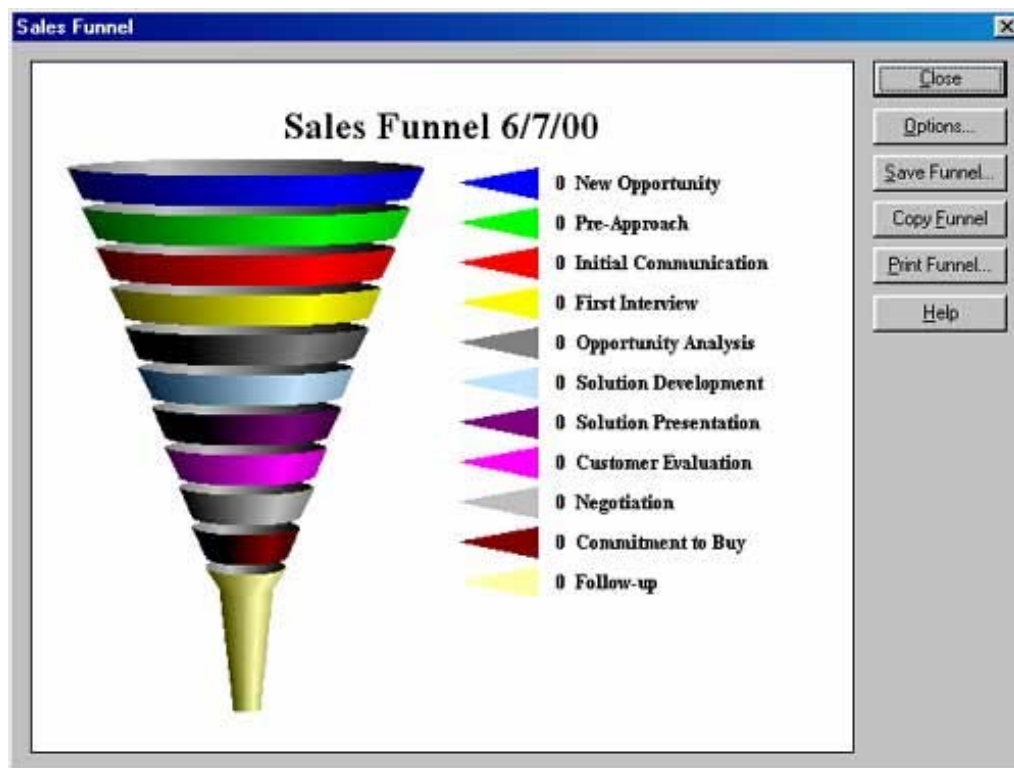 Sales Funnel
Sales Funnel 6/7/00
0 New Opportunity
0 Pre-Approach
0 Initial Communication
0 First Interview
0 Opportunity Analysis
0 Solution Development
0 Solution Presentation
0 Customer Evaluation
0 Negotiation
0 Commitment to Buy
0 Follow-up
Close
Options...
Save Funnel...
Copy Funnel
Print Funnel...
Help